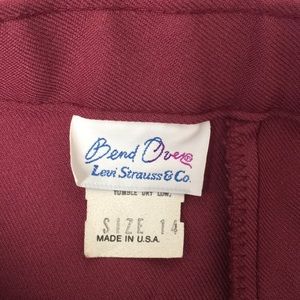 Bend Over®
Levi Strauss & Co.
TUMBLE DRY LOW,
SIZE 14
MADE IN U.S.A.